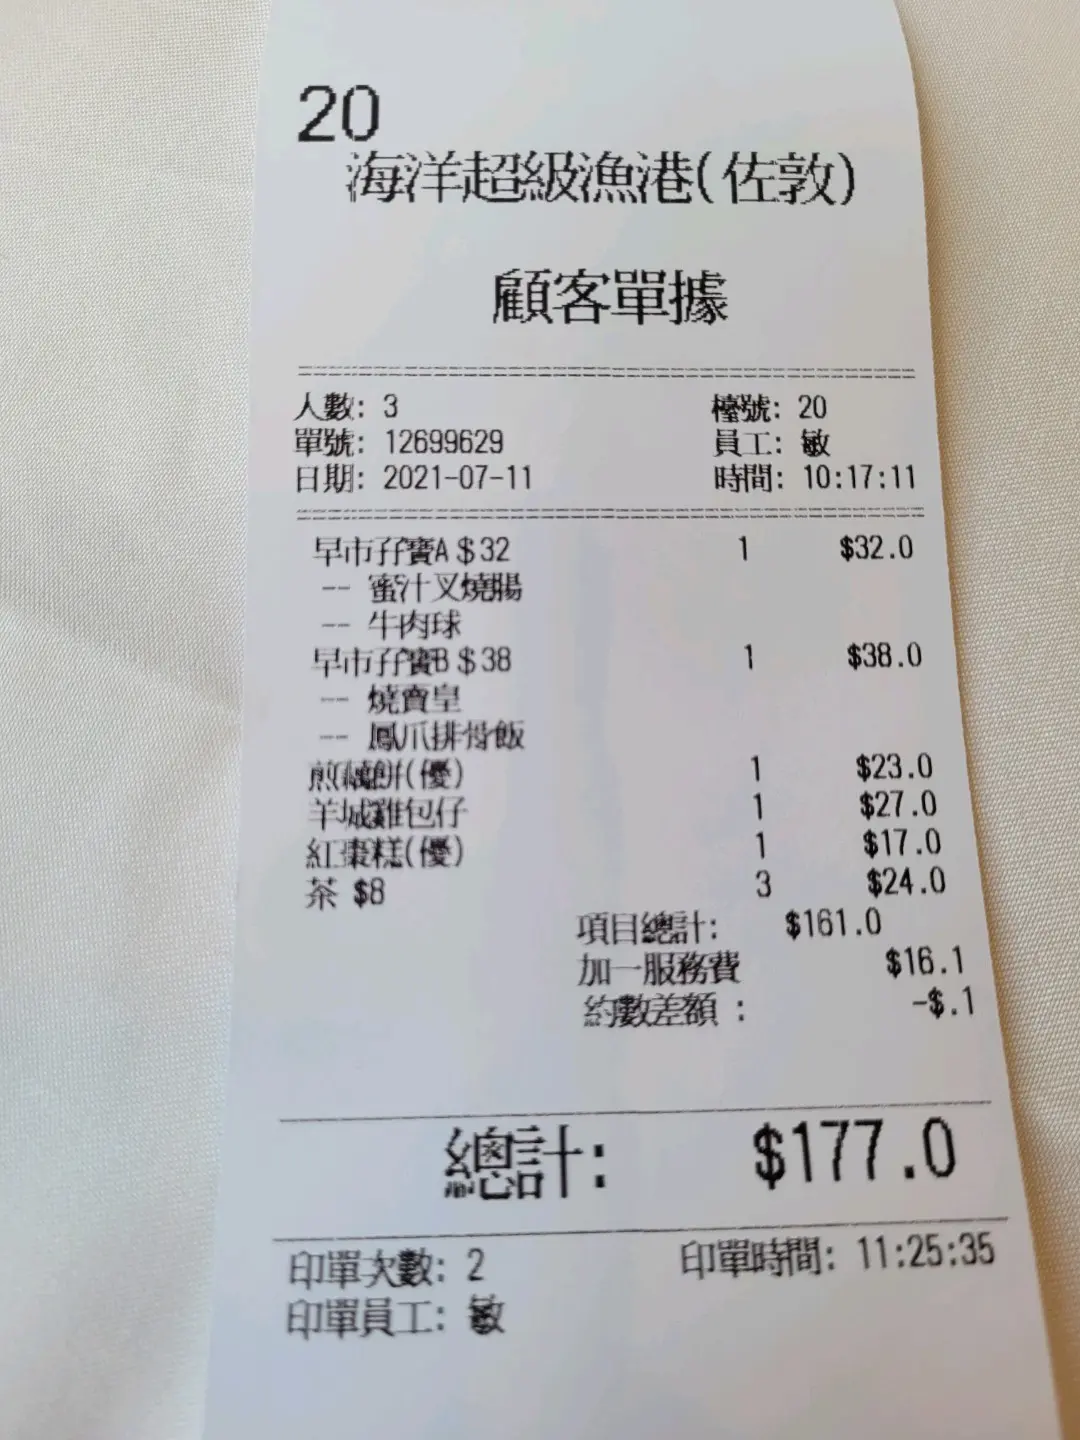 20
海洋超級漁港(佐敦)
顧客單據
人數: 3 檯號: 20
單號: 12699629 員工: 敏
日期: 2021-07-11 時間: 10:17:11
早市孖寶A $32 1 $32.0
-- 蜜汁叉燒腸
-- 牛肉球
早市孖寶B $38 1 $38.0
-- 燒賣皇
-- 鳳爪排骨飯
煎藕餅(優) 1 $23.0
羊城雞包仔 1 $27.0
紅棗糕(優) 1 $17.0
茶 $8 3 $24.0
項目總計: $161.0
加一服務費 $16.1
約數差額 : -$.1
總計: $177.0
印單次數: 2 印單時間: 11:25:35
印單員工: 敏